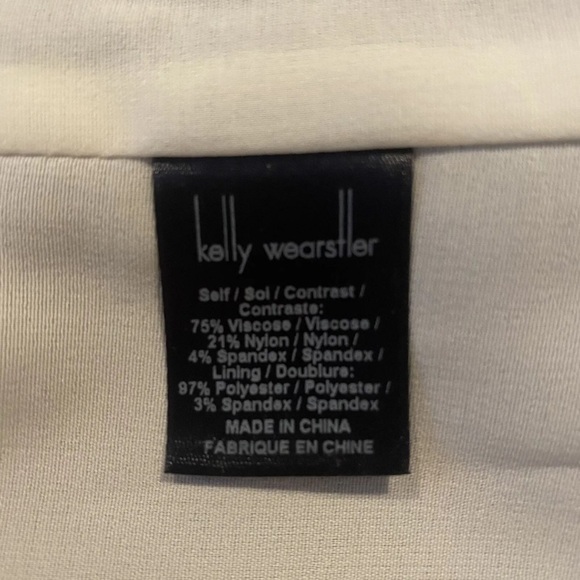 kelly wearstler
Self / Soi / Contrast /
Contraste:
75% Viscose / Viscose /
21% Nylon / Nylon /
4% Spandex / Spandex /
Lining / Doublure:
97% Polyester / Polyester /
3% Spandex / Spandex
MADE IN CHINA
FABRIQUE EN CHINE